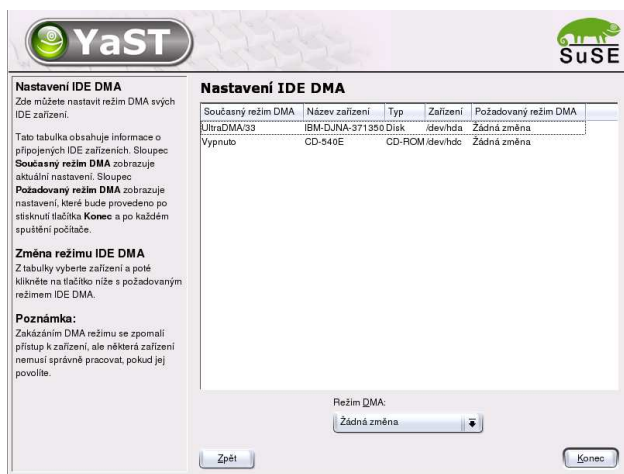 YaST
SuSE
Nastavení IDE DMA
Zde můžete nastavit režim DMA svých
IDE zařízení.
Tato tabulka obsahuje informace o
připojených IDE zařízeních. Sloupec
Současný režim DMA zobrazuje
aktuální nastavení. Sloupec
Požadovaný režim DMA zobrazuje
nastavení, které bude provedeno po
stisknutí tlačítka Konec a po každém
spuštění počítače.
Změna režimu IDE DMA
Z tabulky vyberte zařízení a poté
klikněte na tlačítko níže s požadovaným
režimem IDE DMA.
Poznámka:
Zakázáním DMA režimu se zpomalí
přístup k zařízení, ale některá zařízení
nemusí správně pracovat, pokud jej
povolíte.
Nastavení IDE DMA
Současný režim DMA Název zařízení Typ Zařízení Požadovaný režim DMA
UltraDMA/33 IBM-DJNA-371350 Disk /dev/hda Žádná změna
Vypnuto CD-540E CD-ROM /dev/hdc Žádná změna
Režim DMA:
Žádná změna
Zpět
Konec